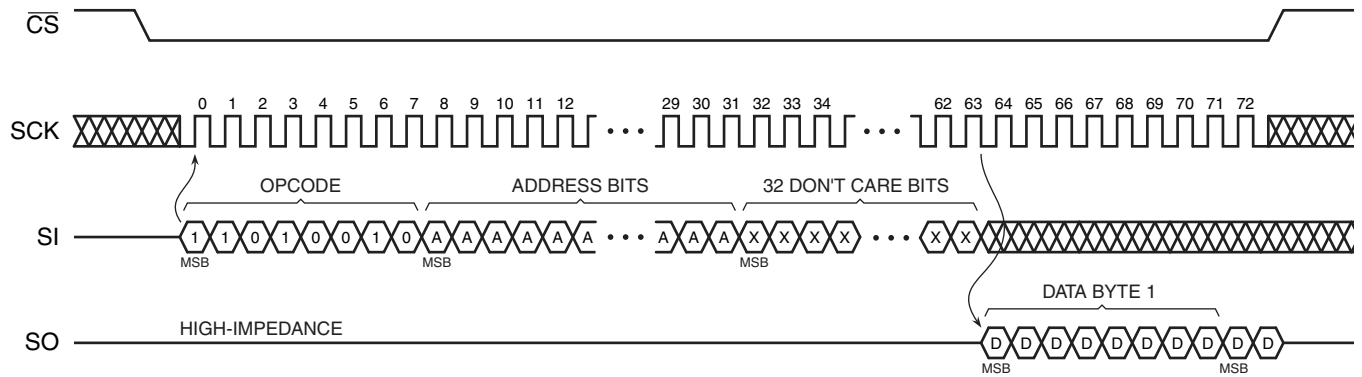 CS
0 1 2 3 4 5 6 7 8 9 10 11 12 29 30 31 32 33 34 62 63 64 65 66 67 68 69 70 71 72
SCK
OPCODE ADDRESS BITS 32 DON'T CARE BITS
SI 1 1 0 1 0 0 1 0 A A A A A A A A A X X X X X X
MSB MSB MSB
DATA BYTE 1
HIGH-IMPEDANCE
SO D D D D D D D D D D
MSB MSB